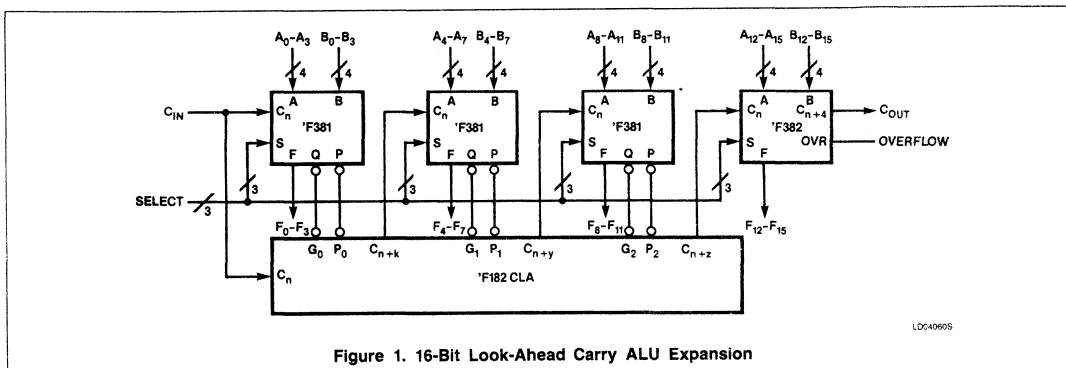 A0-A3 B0-B3 A4-A7 B4-B7 A8-A11 B8-B11 A12-A15 B12-B15
4 4 4 4 4 4 4 4
CIN Cn A B Cn A B Cn A B Cn A B Cn+4 COUT
'F381 'F381 'F381 'F382
S F Q P S F Q P S F Q P S F OVR OVERFLOW
3 3 3 3
SELECT 3
F0-F3 F4-F7 F8-F11 F12-F15
G0 P0 Cn+k G1 P1 Cn+y G2 P2 Cn+z
Cn 'F182 CLA
LD04060S
Figure 1. 16-Bit Look-Ahead Carry ALU Expansion